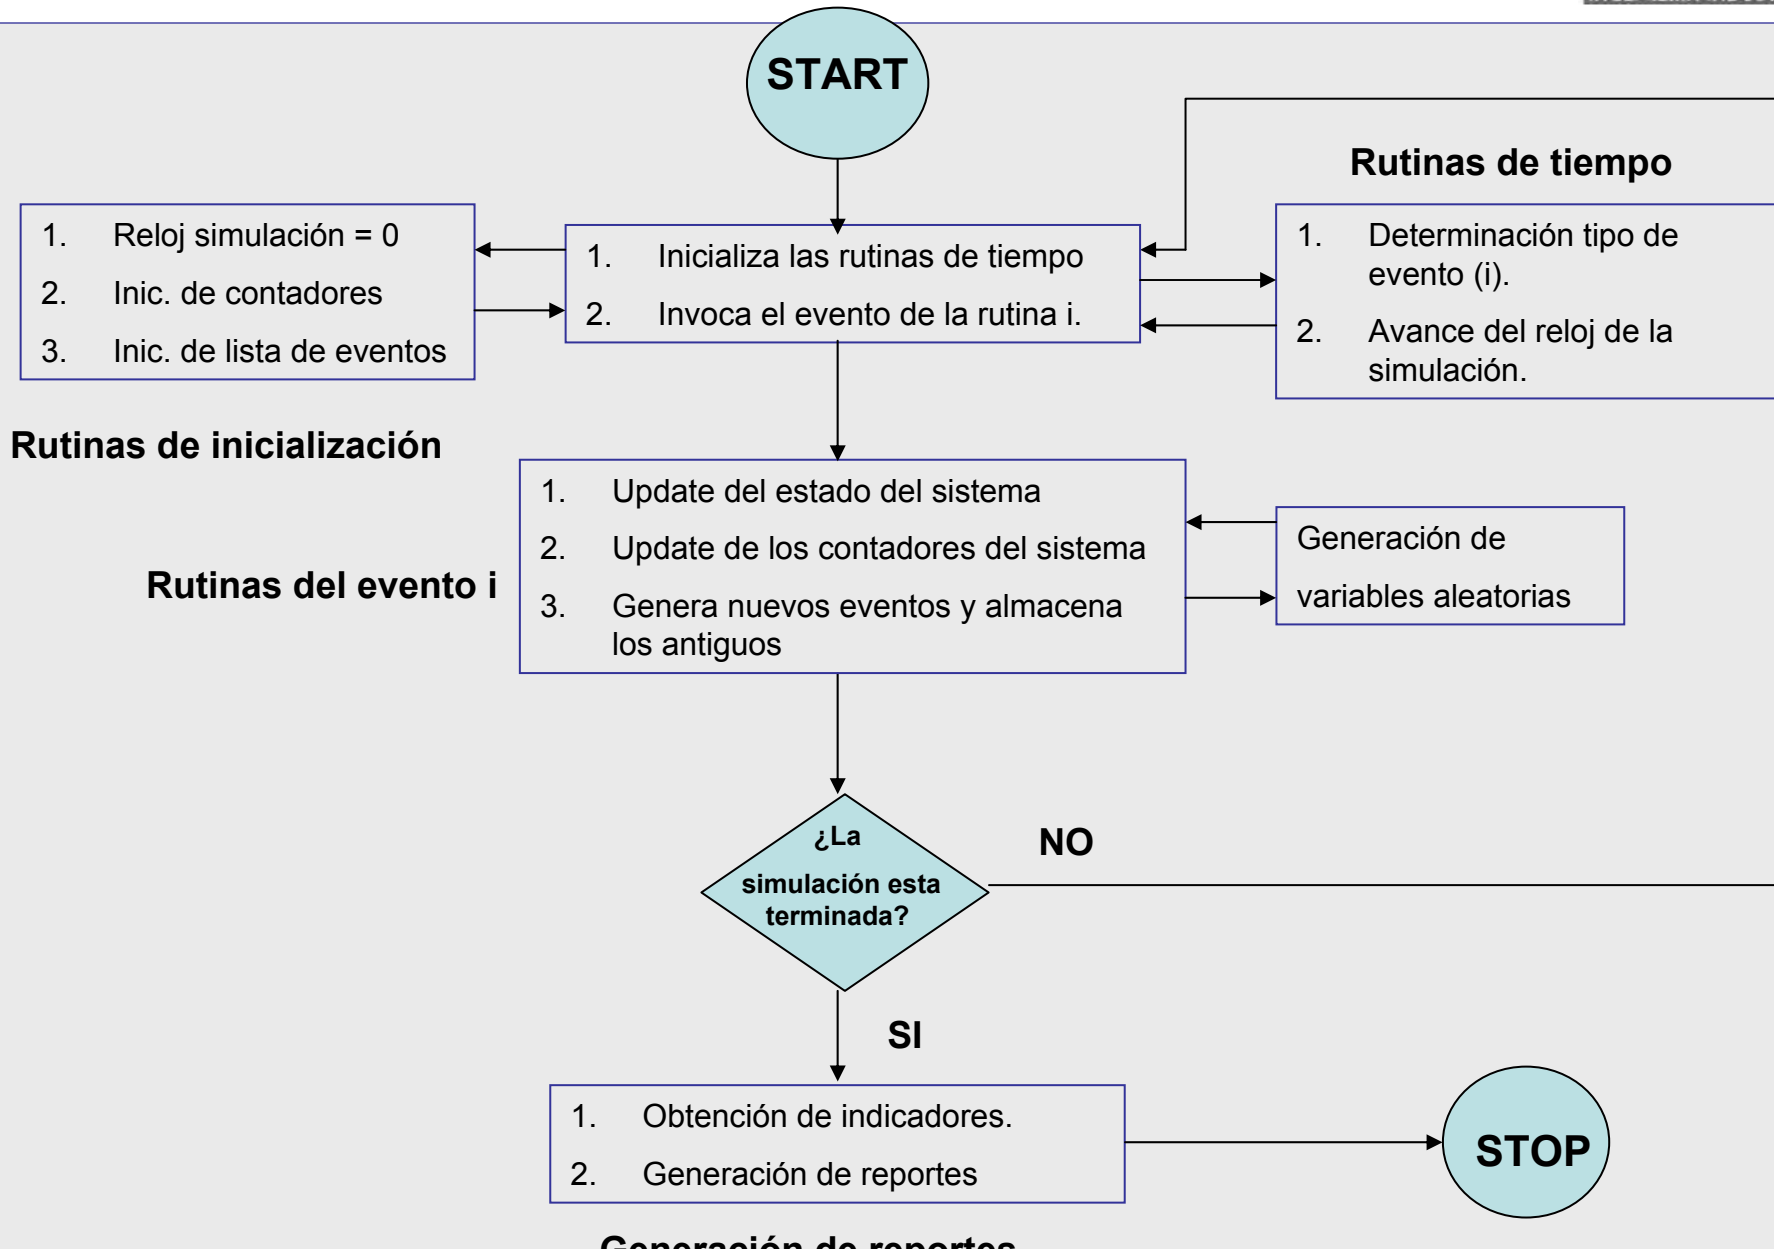 START
Rutinas de tiempo
1. Reloj simulación = 0
2. Inic. de contadores
3. Inic. de lista de eventos
1. Inicializa las rutinas de tiempo
2. Invoca el evento de la rutina i.
1. Determinación tipo de
evento (i).
2. Avance del reloj de la
simulación.
Rutinas de inicialización
1. Update del estado del sistema
2. Update de los contadores del sistema
3. Genera nuevos eventos y almacena
los antiguos
Rutinas del evento i
Generación de
variables aleatorias
¿La
simulación esta
terminada?
NO
SI
1. Obtención de indicadores.
2. Generación de reportes
STOP
Generación de reportes